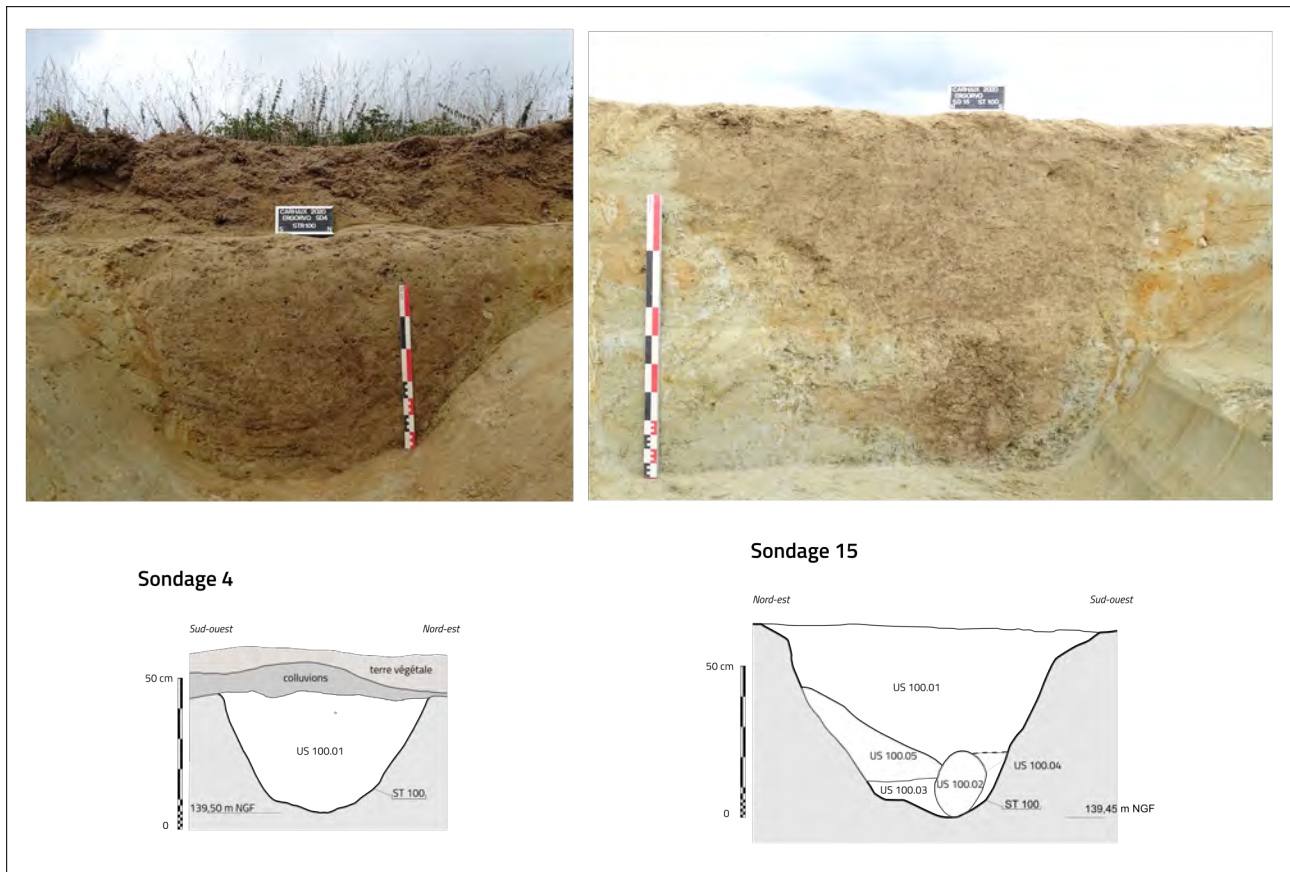 CARHAIX 2020
ERGORVO SD4
STR 100
S N
CARHAIX 2020
ERGORVO
SD 15 ST 100
Sondage 4
Sud-ouest
Nord-est
terre végétale
colluvions
50 cm
US 100.01
ST 100
139,50 m NGF
0
Sondage 15
Nord-est
Sud-ouest
50 cm
US 100.01
US 100.05
US 100.04
US 100.02
US 100.03
ST 100
139,45 m NGF
0